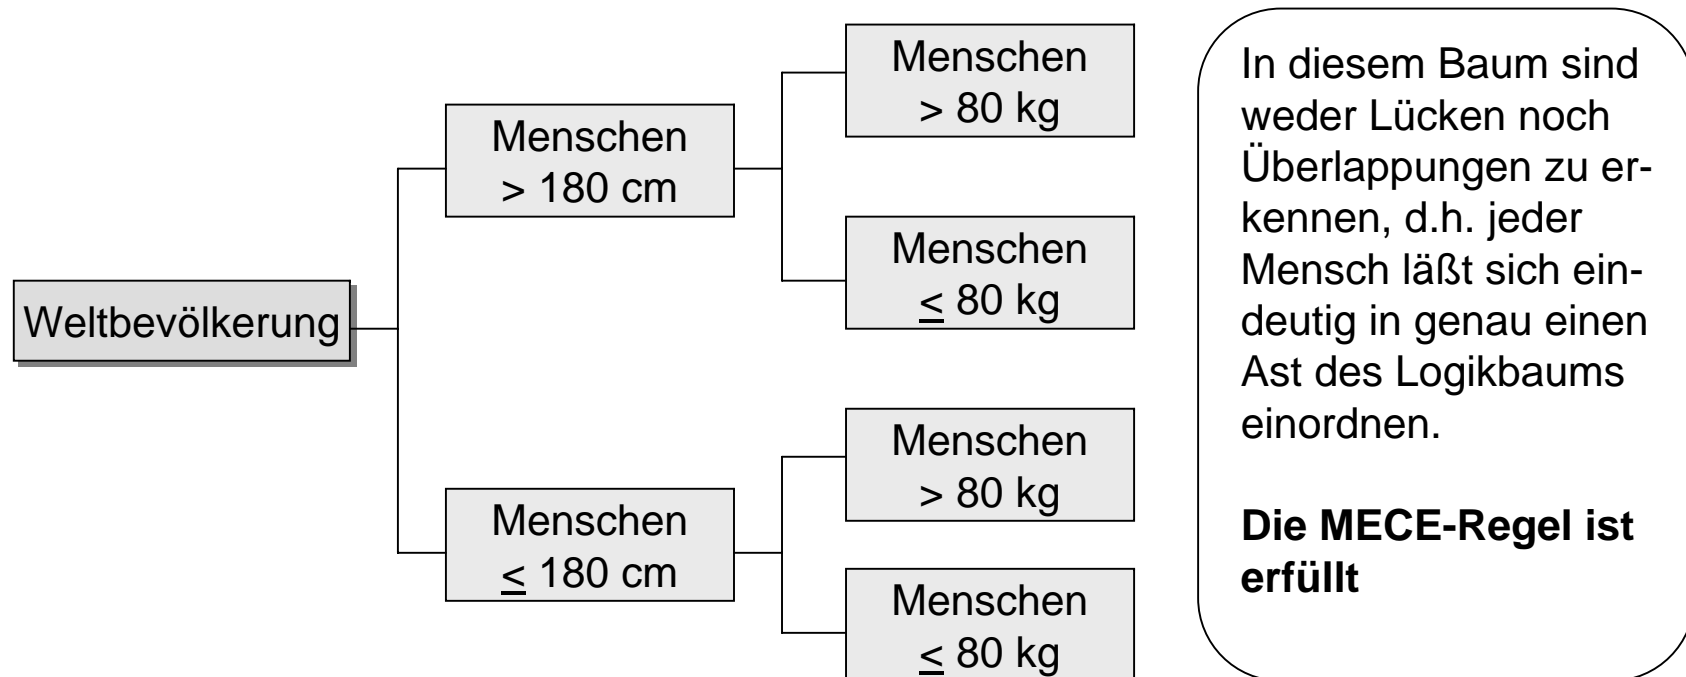 Weltbevölkerung
Menschen
> 180 cm
Menschen
≤ 180 cm
Menschen
> 80 kg
Menschen
≤ 80 kg
Menschen
> 80 kg
Menschen
≤ 80 kg
In diesem Baum sind
weder Lücken noch
Überlappungen zu er-
kennen, d.h. jeder
Mensch läßt sich ein-
deutig in genau einen
Ast des Logikbaums
einordnen.
Die MECE-Regel ist
erfüllt